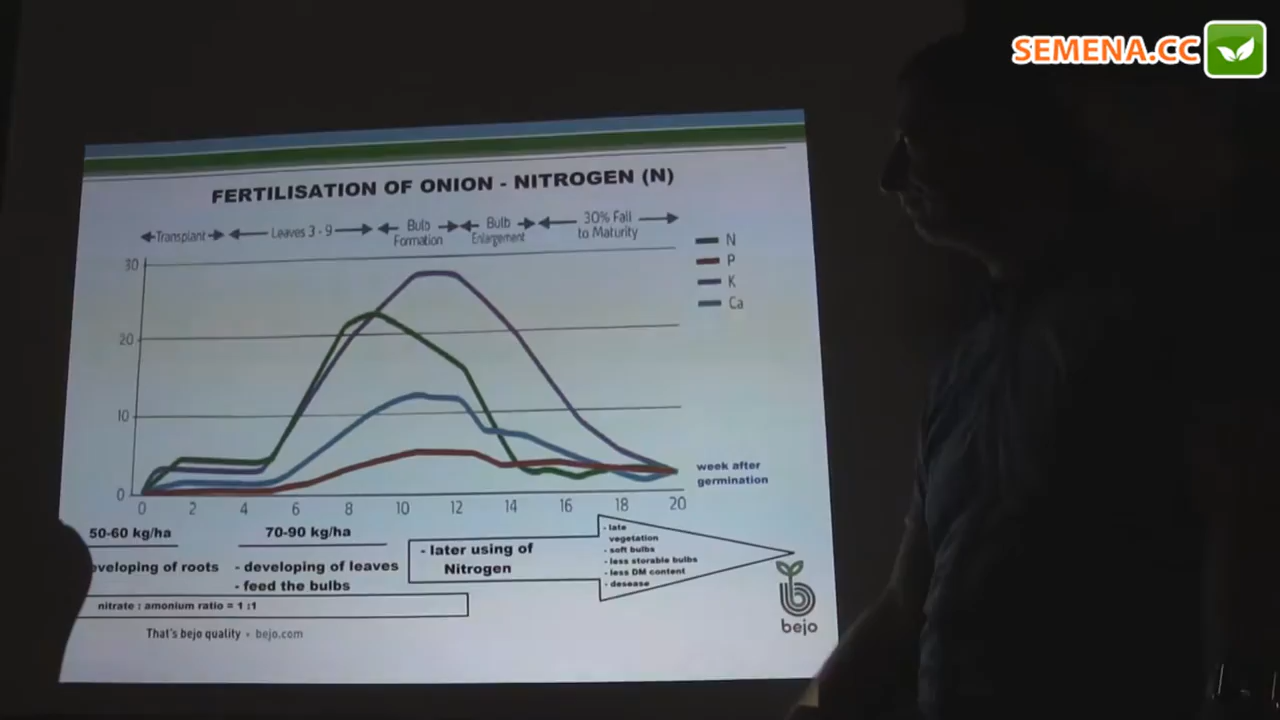 SEMENA.CC
FERTILISATION OF ONION - NITROGEN (N)
Transplant
Leaves 3 - 9
Bulb
Formation
Bulb
Enlargement
30% Fall
to Maturity
N
P
K
Ca
30
20
10
0
0 2 4 6 8 10 12 14 16 18 20
week after
germination
50-60 kg/ha
70-90 kg/ha
eveloping of roots
- developing of leaves
- feed the bulbs
- later using of
Nitrogen
- late
vegetation
- soft bulbs
- less storable bulbs
- less DM content
- desease
nitrate : amonium ratio = 1 :1
That's bejo quality • bejo.com
bejo